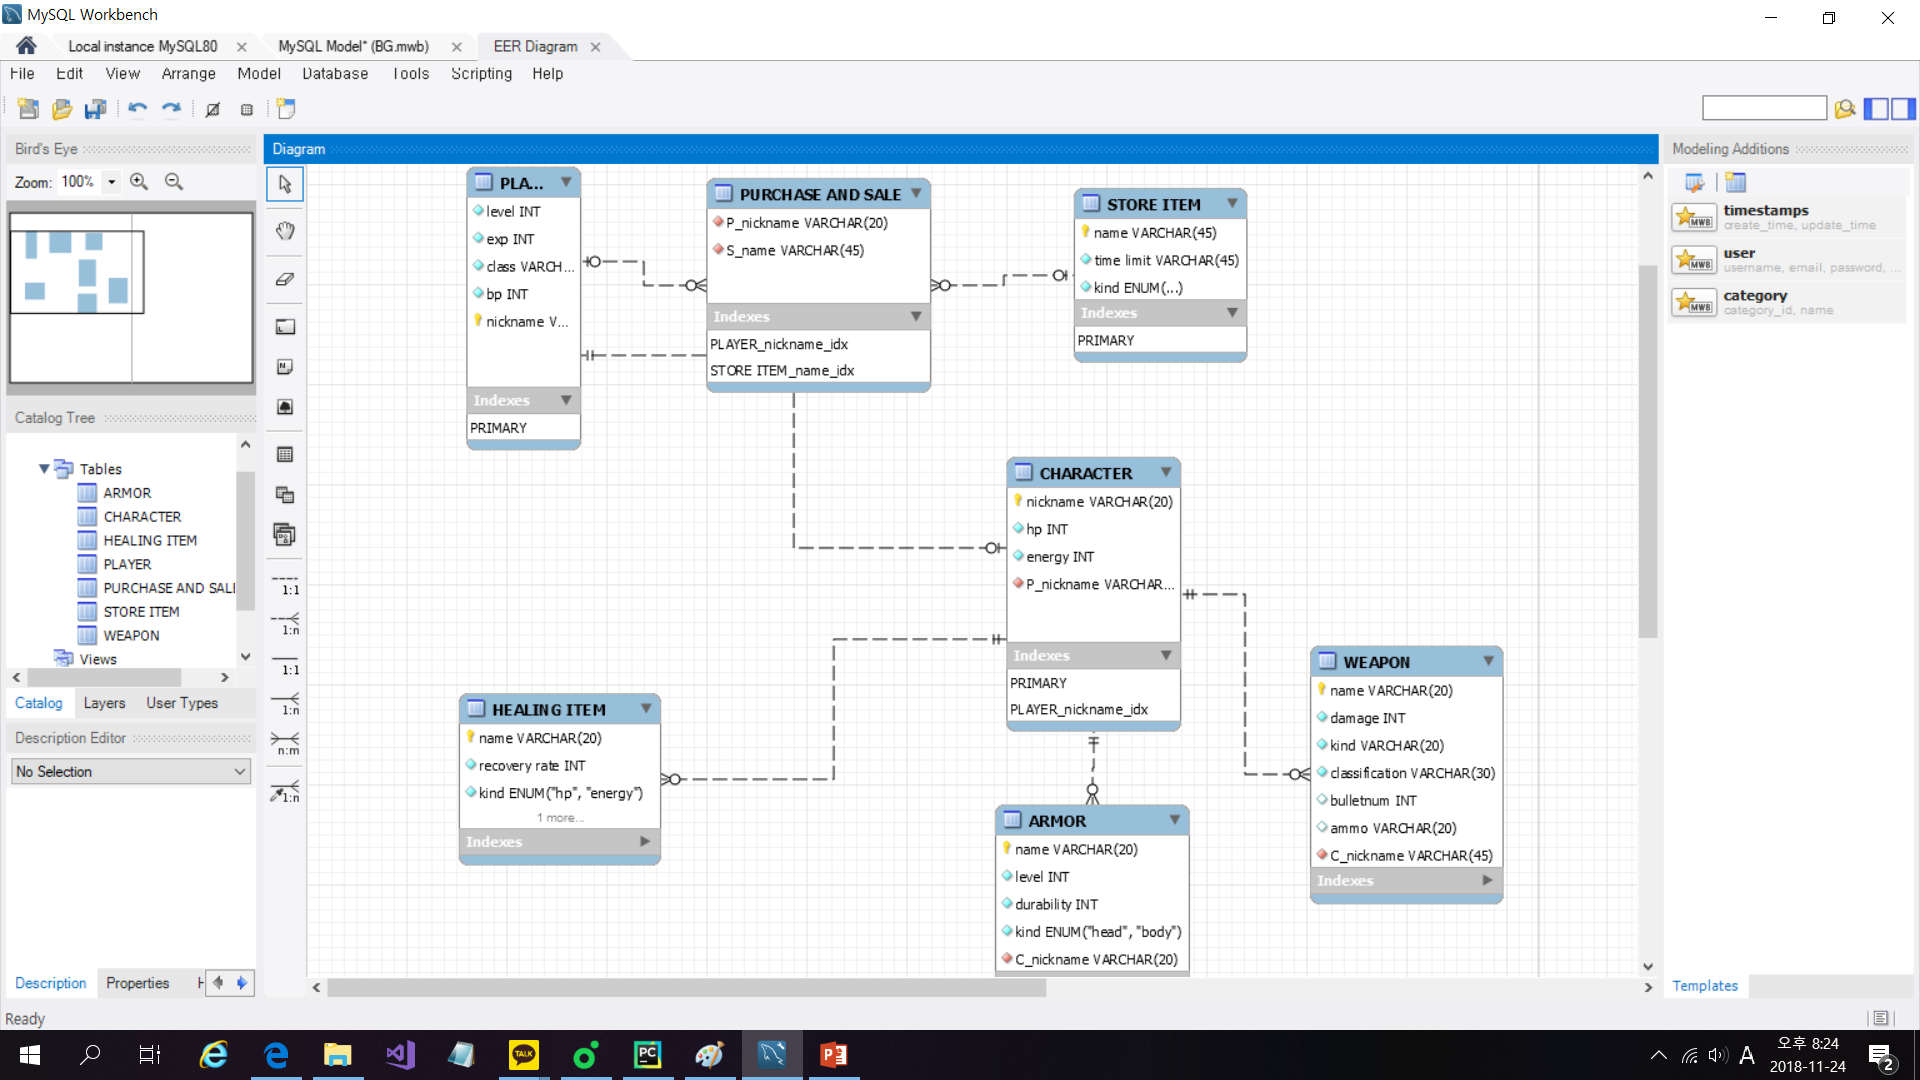 MySQL Workbench
Local instance MySQL80
MySQL Model* (BG.mwb)
EER Diagram
File Edit View Arrange Model Database Tools Scripting Help
Bird's Eye
Zoom: 100%
Catalog Tree
Tables
ARMOR
CHARACTER
HEALING ITEM
PLAYER
PURCHASE AND SALE
STORE ITEM
WEAPON
Views
Catalog Layers User Types
Description Editor
No Selection
Description Properties H
Ready
Diagram
1:1
1:n
1:1
1:n
n:m
1:n
PLA...
level INT
exp INT
class VARCH...
bp INT
nickname V...
Indexes
PRIMARY
PURCHASE AND SALE
P_nickname VARCHAR(20)
S_name VARCHAR(45)
Indexes
PLAYER_nickname_idx
STORE ITEM_name_idx
STORE ITEM
name VARCHAR(45)
time limit VARCHAR(45)
kind ENUM(...)
Indexes
PRIMARY
CHARACTER
nickname VARCHAR(20)
hp INT
energy INT
P_nickname VARCHAR...
Indexes
PRIMARY
PLAYER_nickname_idx
HEALING ITEM
name VARCHAR(20)
recovery rate INT
kind ENUM("hp", "energy")
1 more...
Indexes
ARMOR
name VARCHAR(20)
level INT
durability INT
kind ENUM("head", "body")
C_nickname VARCHAR(20)
WEAPON
name VARCHAR(20)
damage INT
kind VARCHAR(20)
classification VARCHAR(30)
bulletnum INT
ammo VARCHAR(20)
C_nickname VARCHAR(45)
Indexes
Modeling Additions
MWB
timestamps
create_time, update_time
MWB
user
username, email, password, ...
MWB
category
category_id, name
Templates
TALK
PC
A
오후 8:24
2018-11-24
2